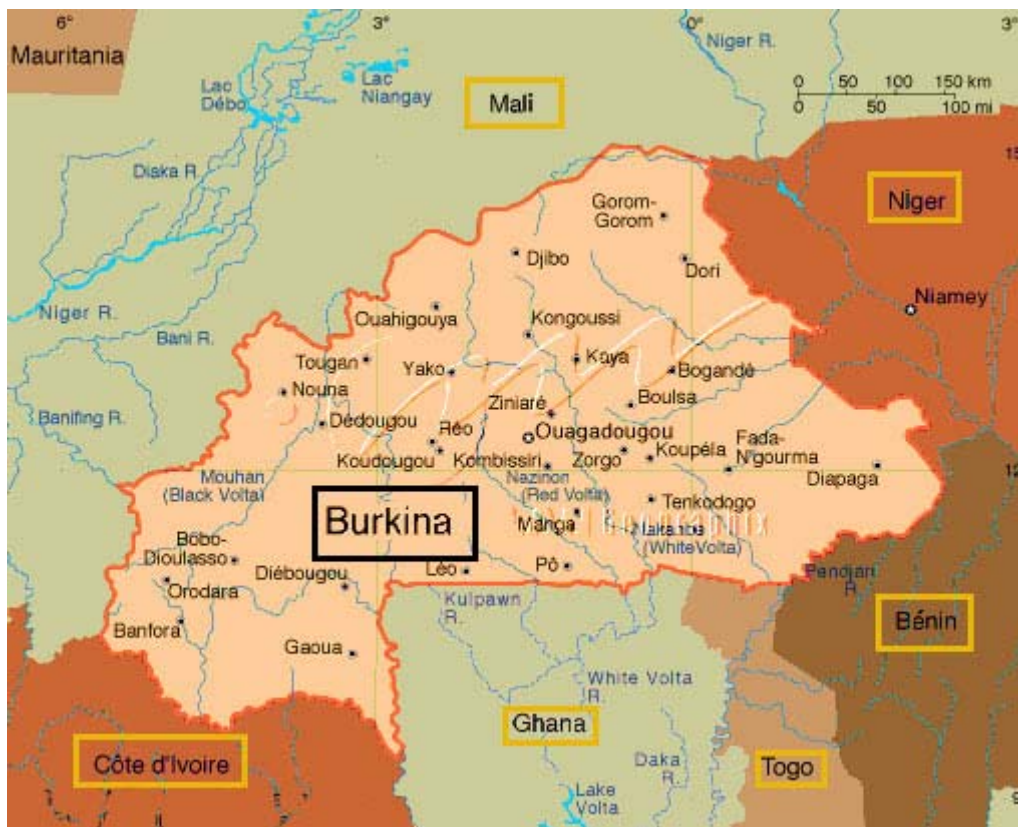 6°
3°
0°
3°
Mauritania
Niger R.
Lac
Débo
Lac
Niangay
0 50 100 150 km
0 50 100 mi
Mali
Diaka R.
15
Gorom-
Gorom
Niger
Djibo
Dori
Niamey
Niger R.
Ouahigouya
Kongoussi
Bani R.
Tougan
Yako
Kaya
Bogandé
Nouna
Ziniaré
Boulsa
Banifing R.
Dédougou
Réo
Ouagadougou
Koudougou
Kombissiri
Zorgo
Koupéla
Fada-
N'gourma
Diapaga
12
Mouhan
(Black Volta)
Nazinon
(Red Volta)
Tenkodogo
Burkina
Manga
Nakanbe
(White Volta)
Bobo-
Dioulasso
Diébougou
Léo
Pô
Pendjari
R.
Orodara
Kulpawn
R.
Banfora
Bénin
Gaoua
White Volta
R.
Ghana
Côte d'Ivoire
Daka
R.
Togo
Lake
Volta
9